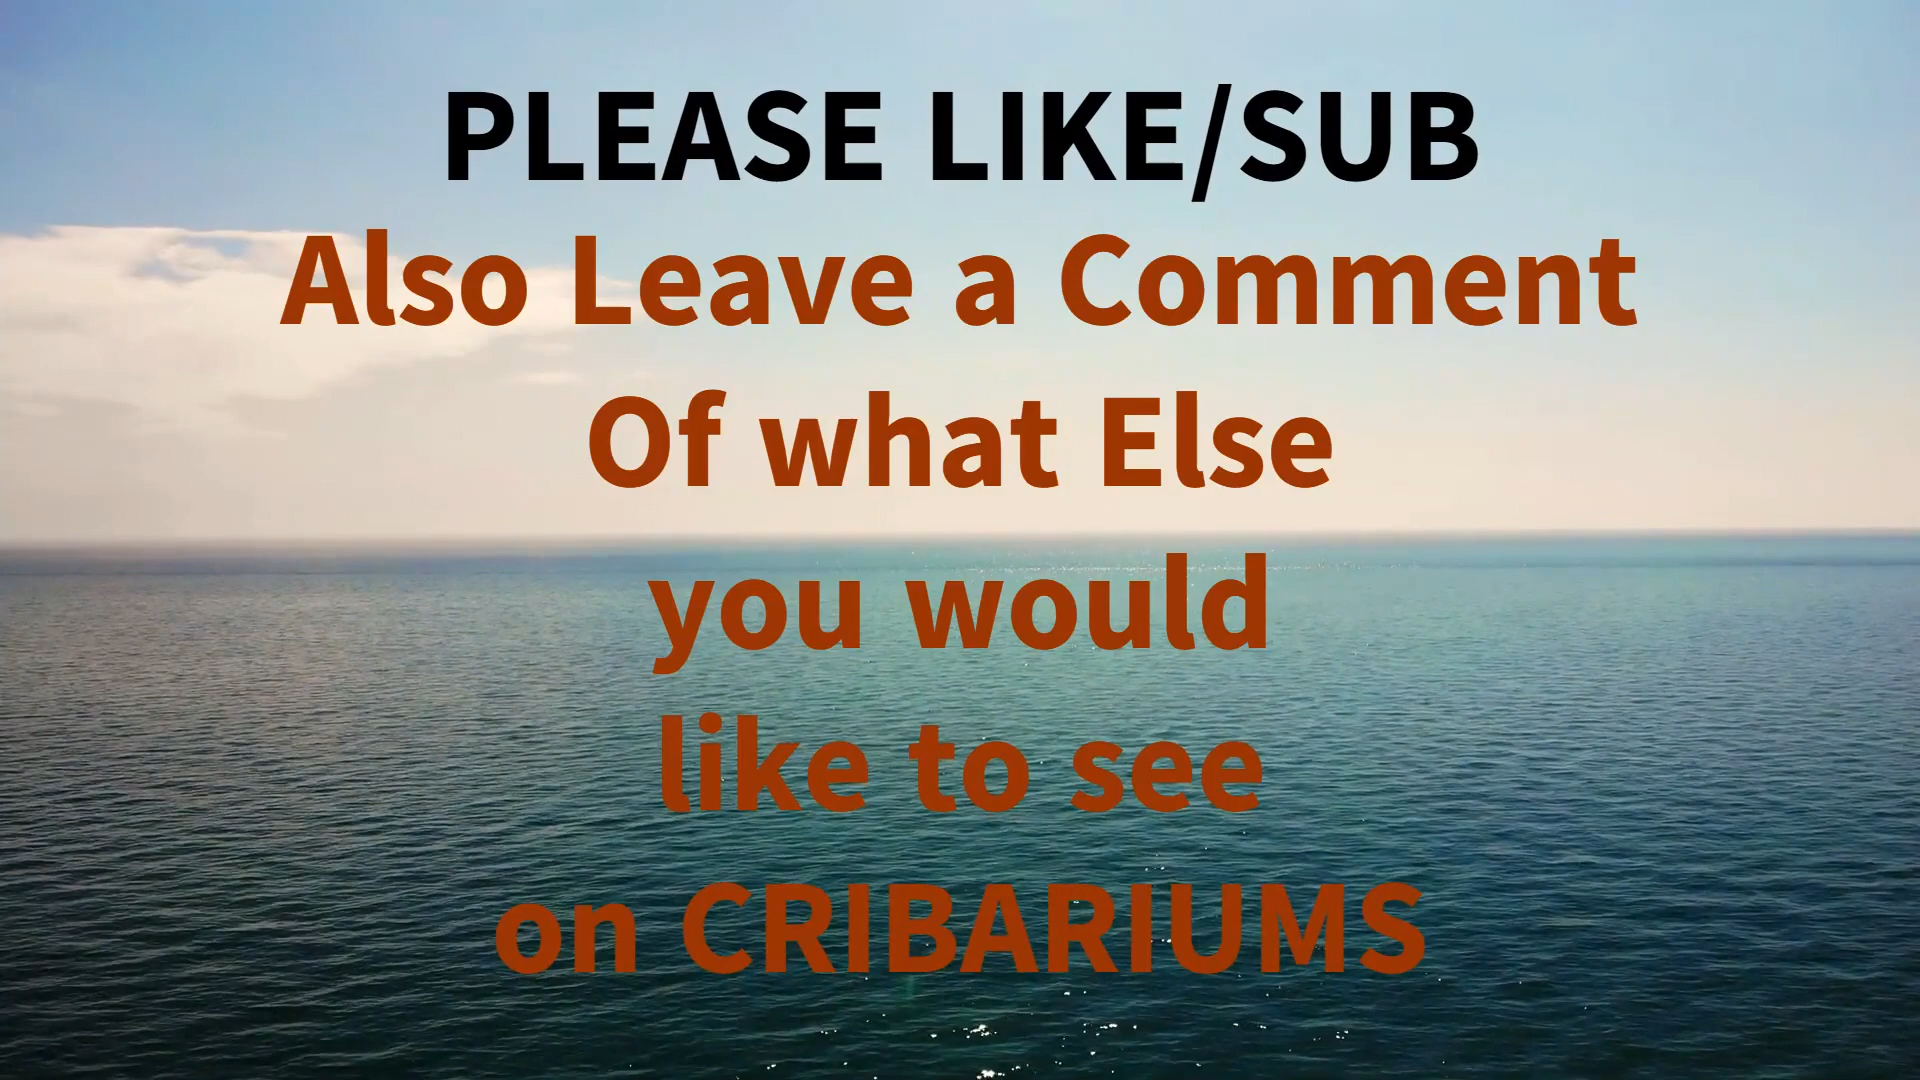 PLEASE LIKE/SUB
Also Leave a Comment
Of what Else
you would
like to see
on CRIBARIUMS